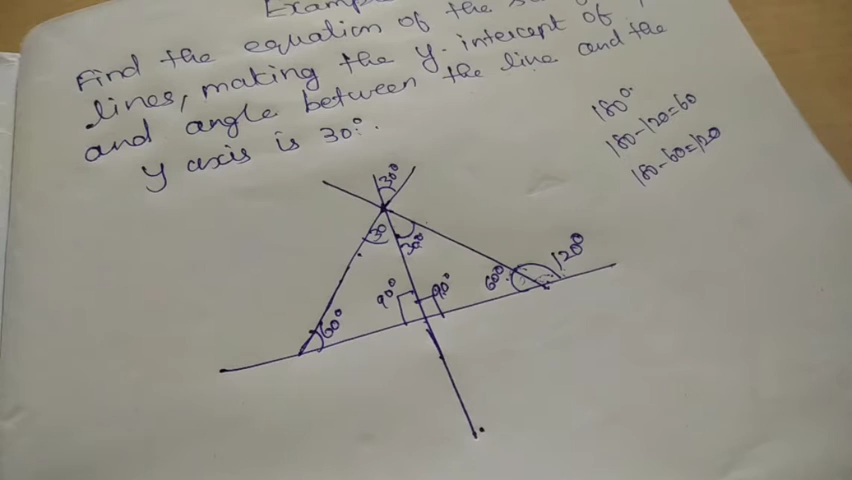 Example
Find the equation of the
lines, making the y. intercept of
and angle between the line and the
y axis is 30°.
180°
180-120=60
180-60=120
30°
30
30°
120°
60°
90°
90°
60°